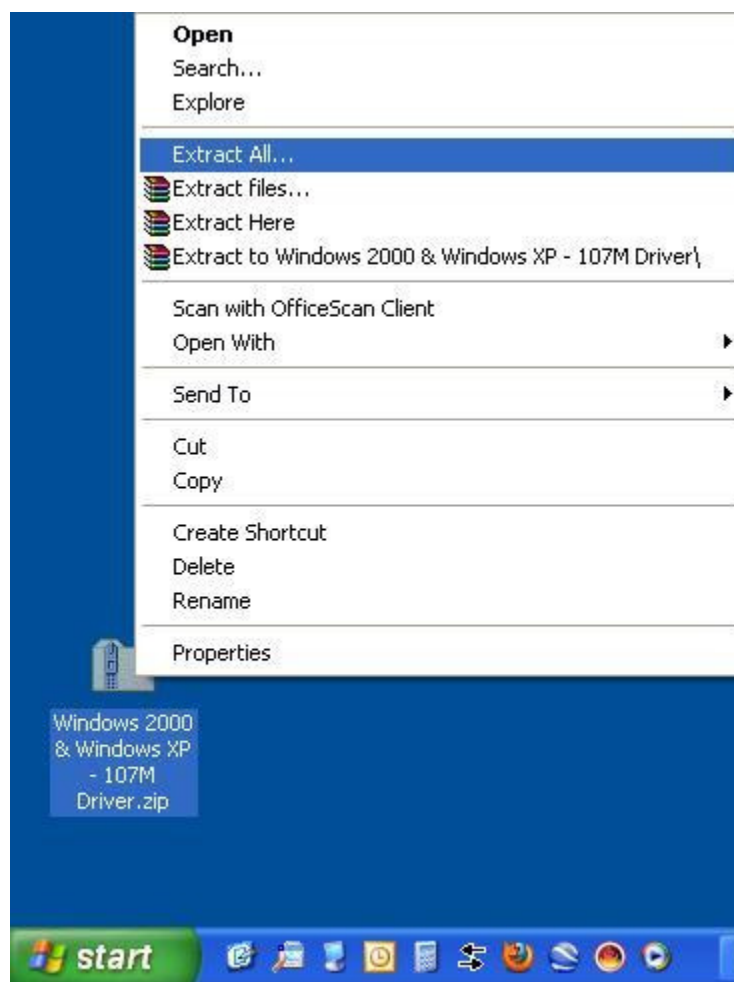 Open
Search...
Explore
Extract All...
Extract files...
Extract Here
Extract to Windows 2000 & Windows XP - 107M Driver\
Scan with OfficeScan Client
Open With
Send To
Cut
Copy
Create Shortcut
Delete
Rename
Properties
Windows 2000
& Windows XP
- 107M
Driver.zip
start